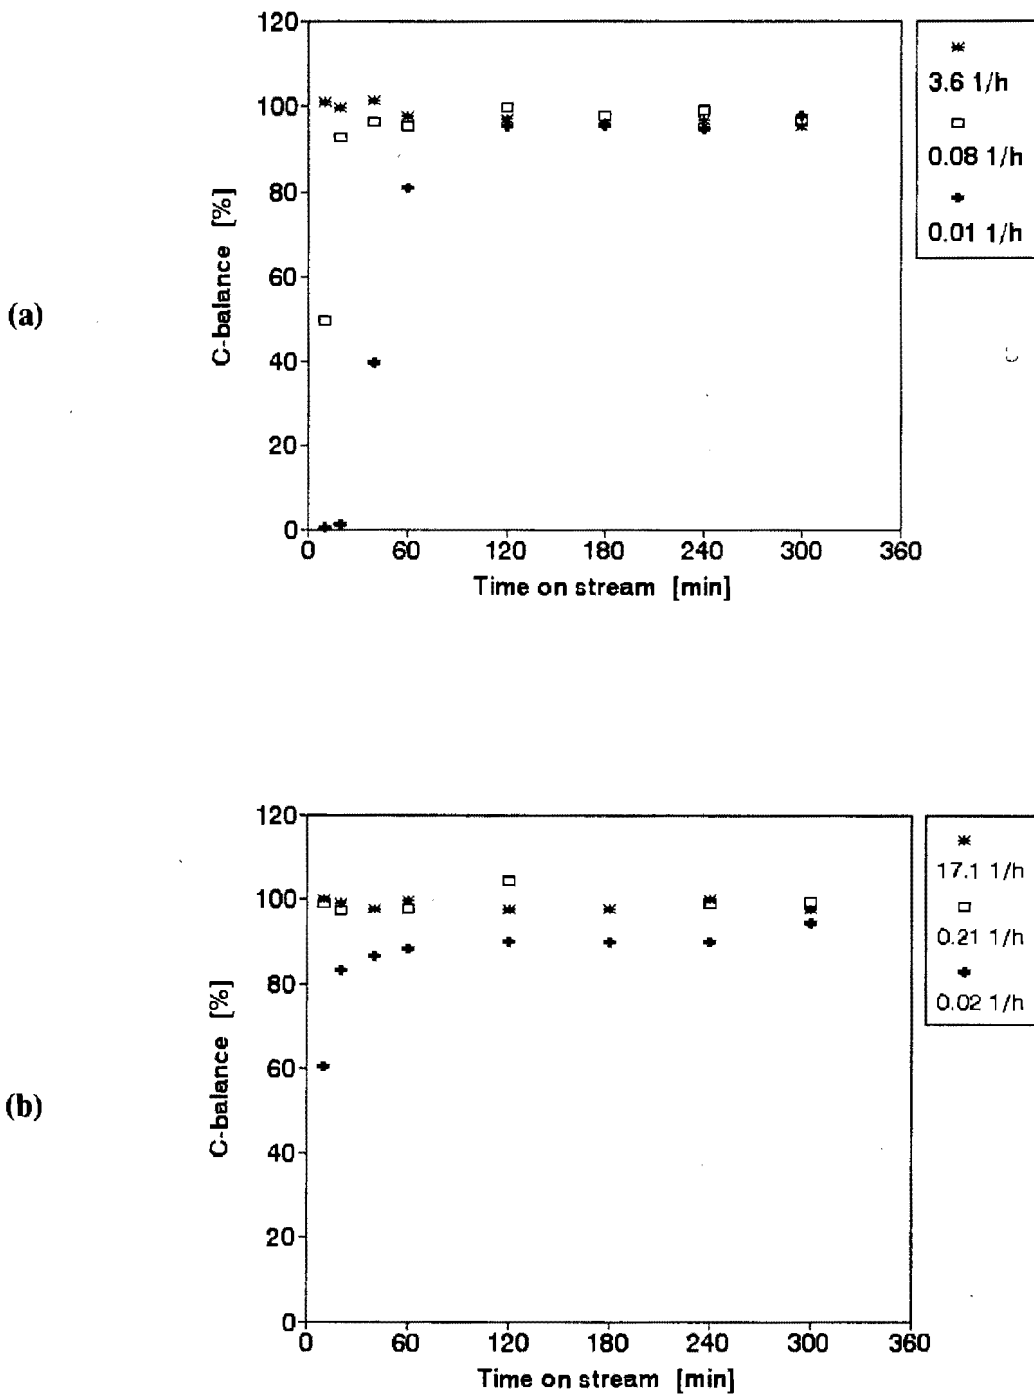 (a)
C-balance [%]
120
100
80
60
40
20
0
0 60 120 180 240 300 360
Time on stream [min]
3.6 1/h
0.08 1/h
0.01 1/h
(b)
C-balance [%]
120
100
80
60
40
20
0
0 60 120 180 240 300 360
Time on stream [min]
17.1 1/h
0.21 1/h
0.02 1/h